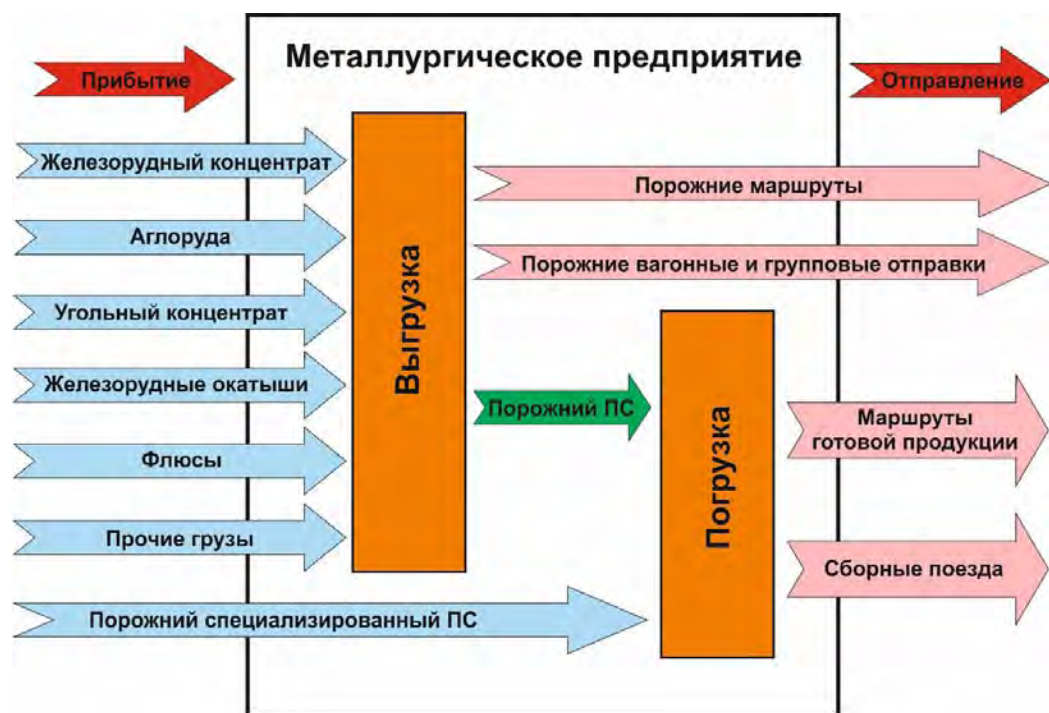 Металлургическое предприятие
Прибытие
Отправление
Железорудный концентрат
Аглоруда
Угольный концентрат
Железорудные окатыши
Флюсы
Прочие грузы
Порожний специализированный ПС
Выгрузка
Порожние маршруты
Порожние вагонные и групповые отправки
Порожний ПС
Погрузка
Маршруты
готовой продукции
Сборные поезда